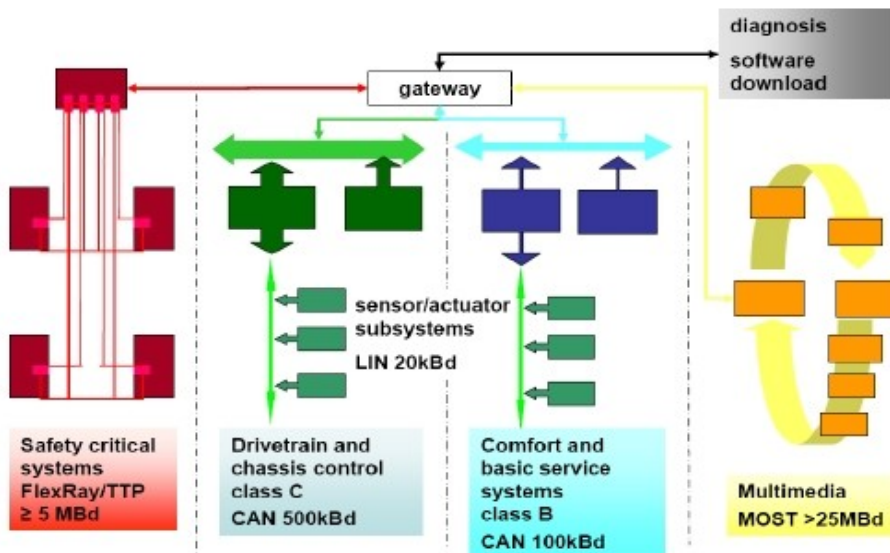 diagnosis
software
download
gateway
sensor/actuator
subsystems
LIN 20kBd
Safety critical
systems
FlexRay/TTP
≥ 5 MBd
Drivetrain and
chassis control
class C
CAN 500kBd
Comfort and
basic service
systems
class B
CAN 100kBd
Multimedia
MOST >25MBd